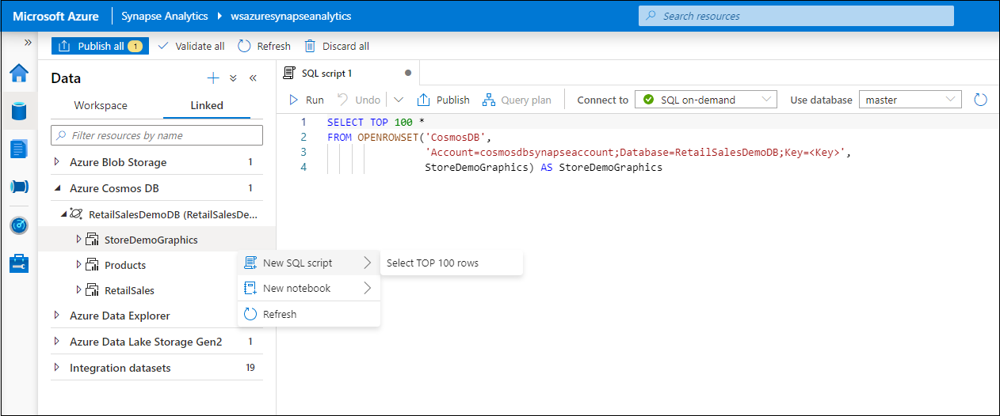 Microsoft Azure Synapse Analytics wsazuresynapseanalytics Search resources
Publish all 1 Validate all Refresh Discard all
Data
Workspace Linked
Filter resources by name
Azure Blob Storage 1
Azure Cosmos DB 1
RetailSalesDemoDB (RetailSalesDe...
StoreDemoGraphics
Products
RetailSales
Azure Data Explorer
Azure Data Lake Storage Gen2 1
Integration datasets 19
New SQL script
New notebook
Refresh
Select TOP 100 rows
SQL script 1
Run Undo Publish Query plan Connect to SQL on-demand Use database master
1 SELECT TOP 100 *
2 FROM OPENROWSET('CosmosDB',
3 'Account=cosmosdbsynapseaccount;Database=RetailSalesDemoDB;Key=<Key>',
4 StoreDemoGraphics) AS StoreDemoGraphics